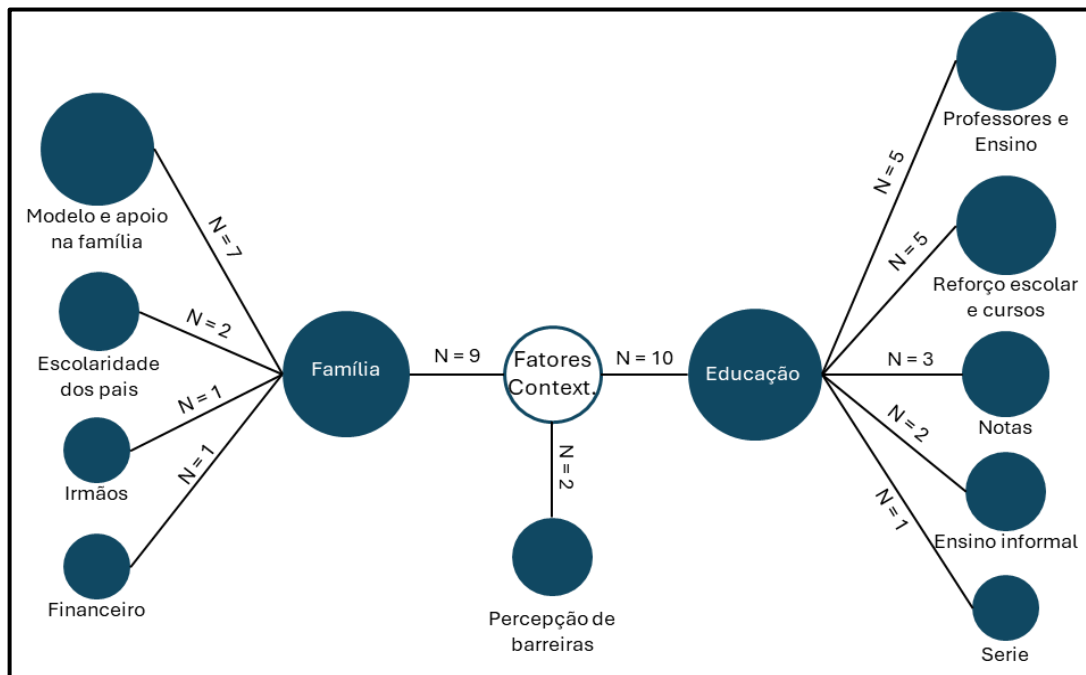 Modelo e apoio
na família
N = 7
Escolaridade
dos pais
N = 2
Irmãos
N = 1
Financeiro
N = 1
Família
N = 9
Fatores
Context.
N = 2
Percepção de
barreiras
N = 10
Educação
N = 5
Professores e
Ensino
N = 5
Reforço escolar
e cursos
N = 3
Notas
N = 2
Ensino informal
N = 1
Serie